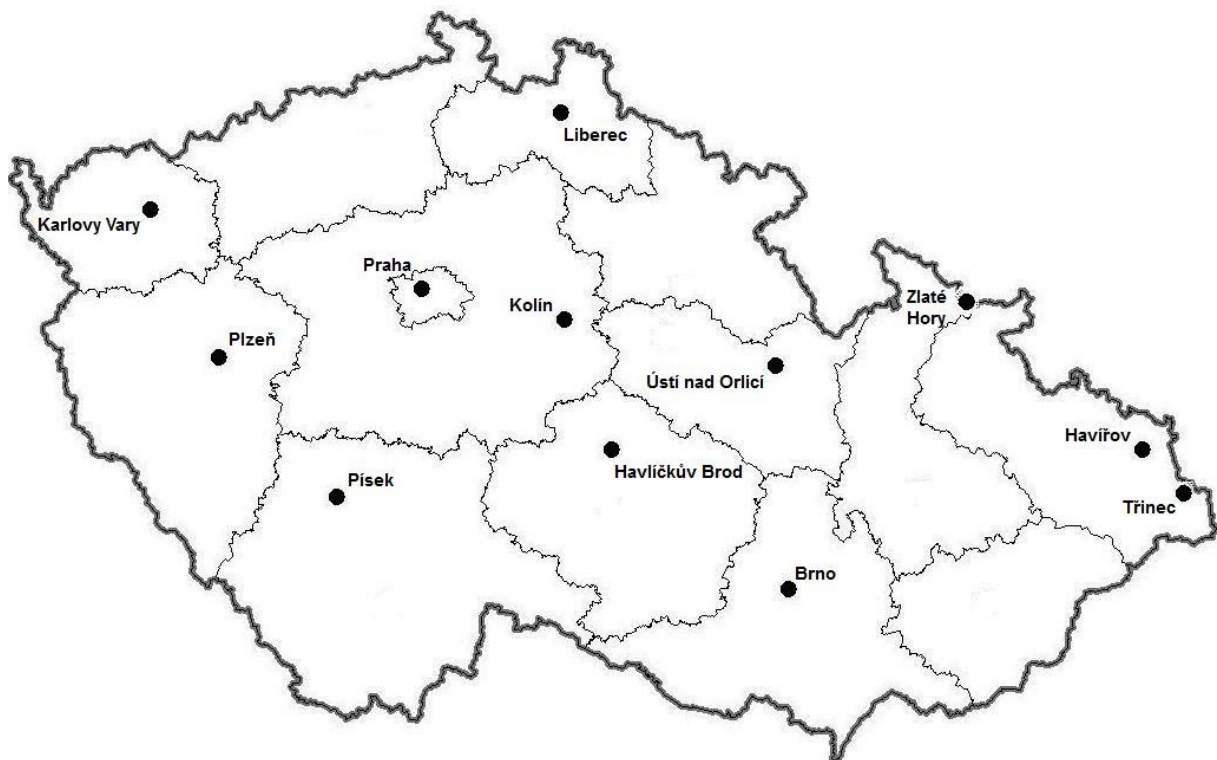 Liberec
Karlovy Vary
Praha
Kolín
Zlaté
Hory
Plzeň
Ústí nad Orlicí
Havířov
Havlíčkův Brod
Písek
Třinec
Brno